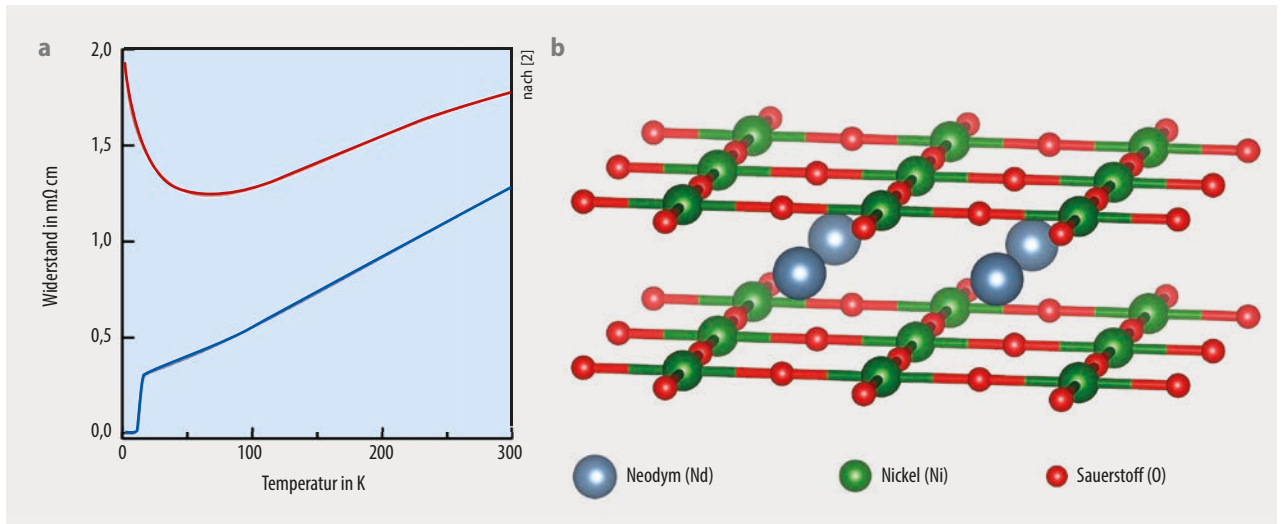 a
2,0
1,5
1,0
0,5
0,0
Widerstand in mΩ cm
0
100
200
300
Temperatur in K
nach [2]
b
Neodym (Nd)
Nickel (Ni)
Sauerstoff (O)